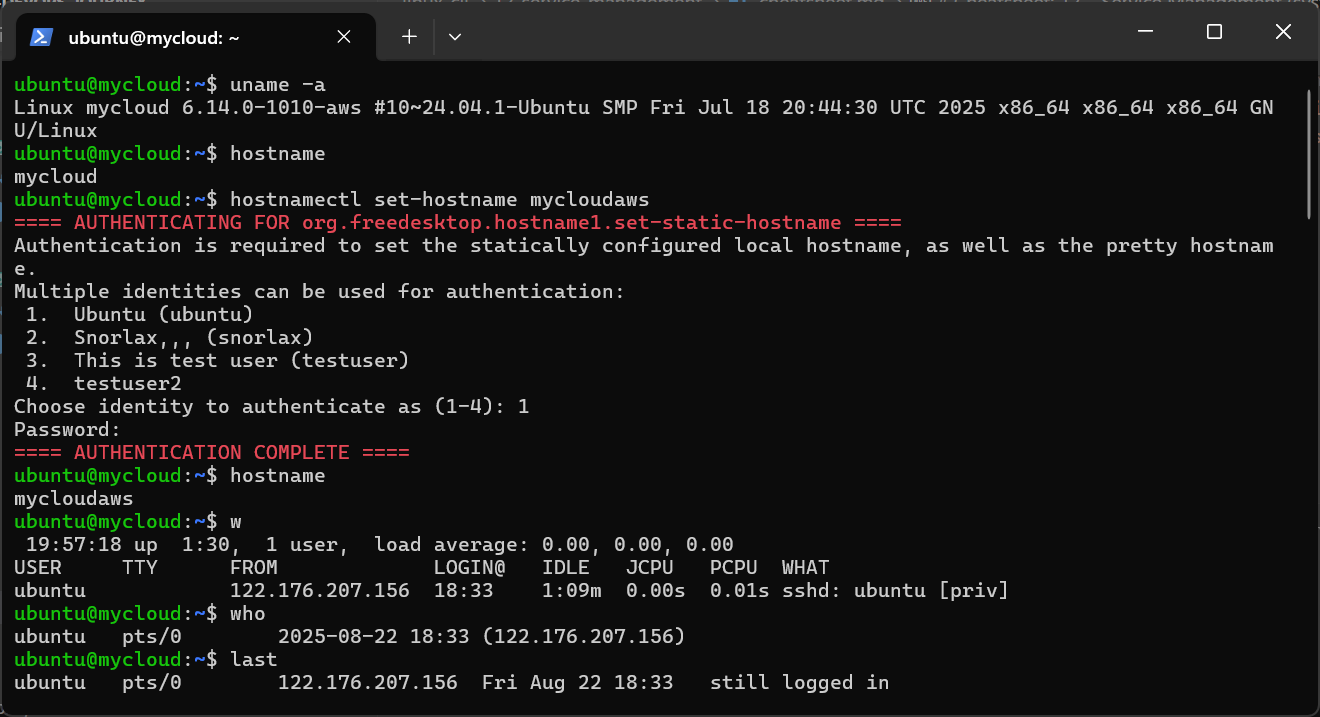 ubuntu@mycloud: ~
ubuntu@mycloud:~$ uname -a
Linux mycloud 6.14.0-1010-aws #10~24.04.1-Ubuntu SMP Fri Jul 18 20:44:30 UTC 2025 x86_64 x86_64 x86_64 GN
U/Linux
ubuntu@mycloud:~$ hostname
mycloud
ubuntu@mycloud:~$ hostnamectl set-hostname mycloudaws
==== AUTHENTICATING FOR org.freedesktop.hostname1.set-static-hostname ====
Authentication is required to set the statically configured local hostname, as well as the pretty hostnam
e.
Multiple identities can be used for authentication:
 1.  Ubuntu (ubuntu)
 2.  Snorlax,,, (snorlax)
 3.  This is test user (testuser)
 4.  testuser2
Choose identity to authenticate as (1-4): 1
Password:
==== AUTHENTICATION COMPLETE ====
ubuntu@mycloud:~$ hostname
mycloudaws
ubuntu@mycloud:~$ w
 19:57:18 up  1:30,  1 user,  load average: 0.00, 0.00, 0.00
USER     TTY      FROM             LOGIN@   IDLE   JCPU   PCPU  WHAT
ubuntu            122.176.207.156  18:33    1:09m  0.00s  0.01s sshd: ubuntu [priv]
ubuntu@mycloud:~$ who
ubuntu   pts/0        2025-08-22 18:33 (122.176.207.156)
ubuntu@mycloud:~$ last
ubuntu   pts/0        122.176.207.156  Fri Aug 22 18:33   still logged in